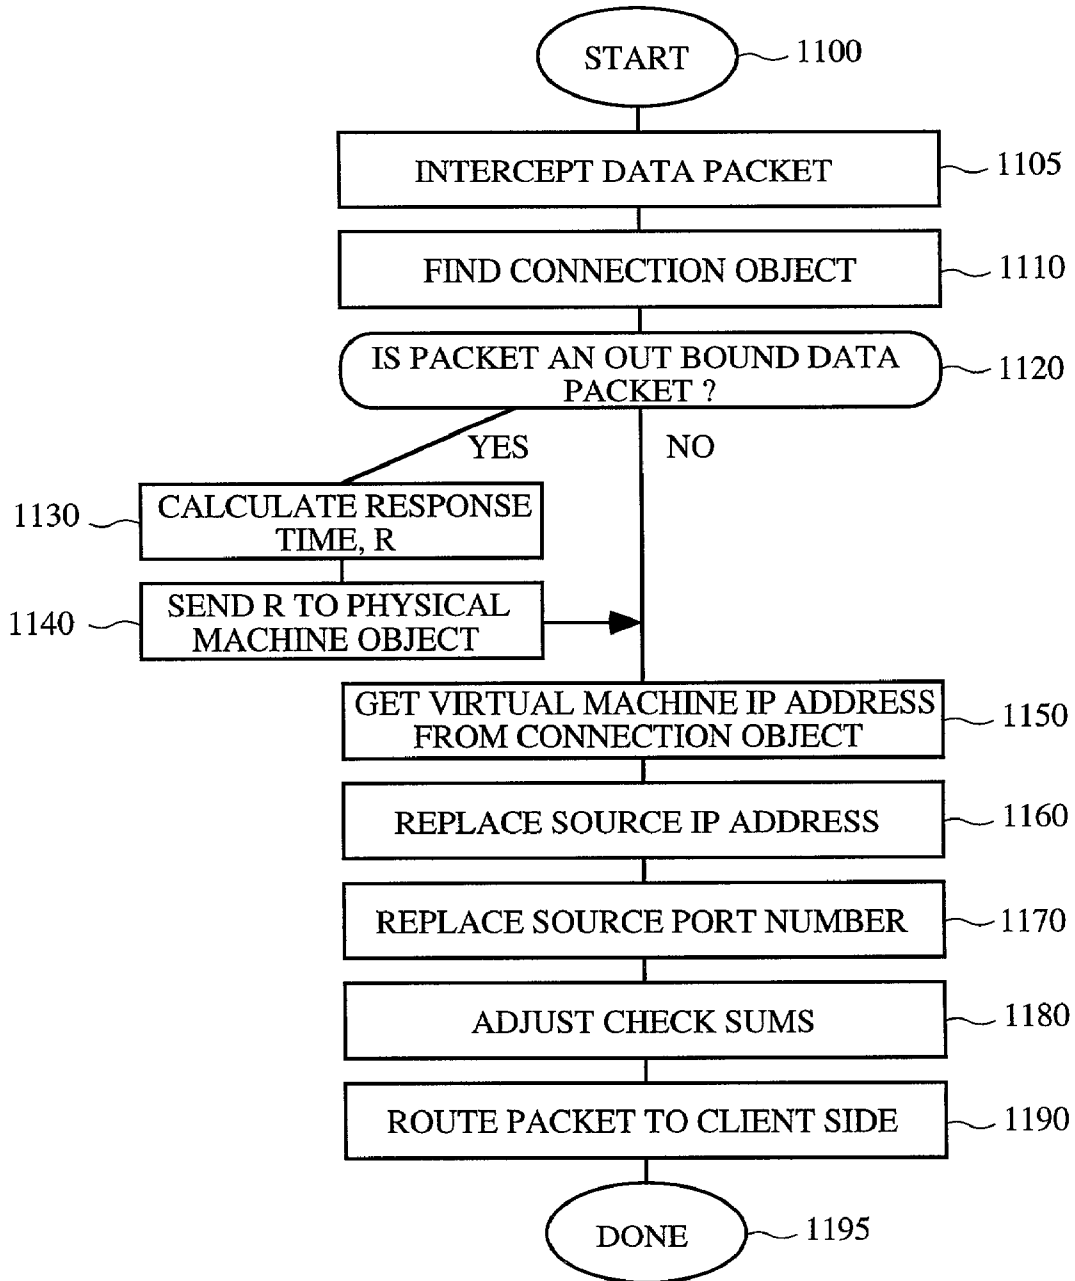 START
1100
INTERCEPT DATA PACKET
1105
FIND CONNECTION OBJECT
1110
IS PACKET AN OUT BOUND DATA
PACKET ?
1120
YES
NO
CALCULATE RESPONSE
TIME, R
1130
SEND R TO PHYSICAL
MACHINE OBJECT
1140
GET VIRTUAL MACHINE IP ADDRESS
FROM CONNECTION OBJECT
1150
REPLACE SOURCE IP ADDRESS
1160
REPLACE SOURCE PORT NUMBER
1170
ADJUST CHECK SUMS
1180
ROUTE PACKET TO CLIENT SIDE
1190
DONE
1195